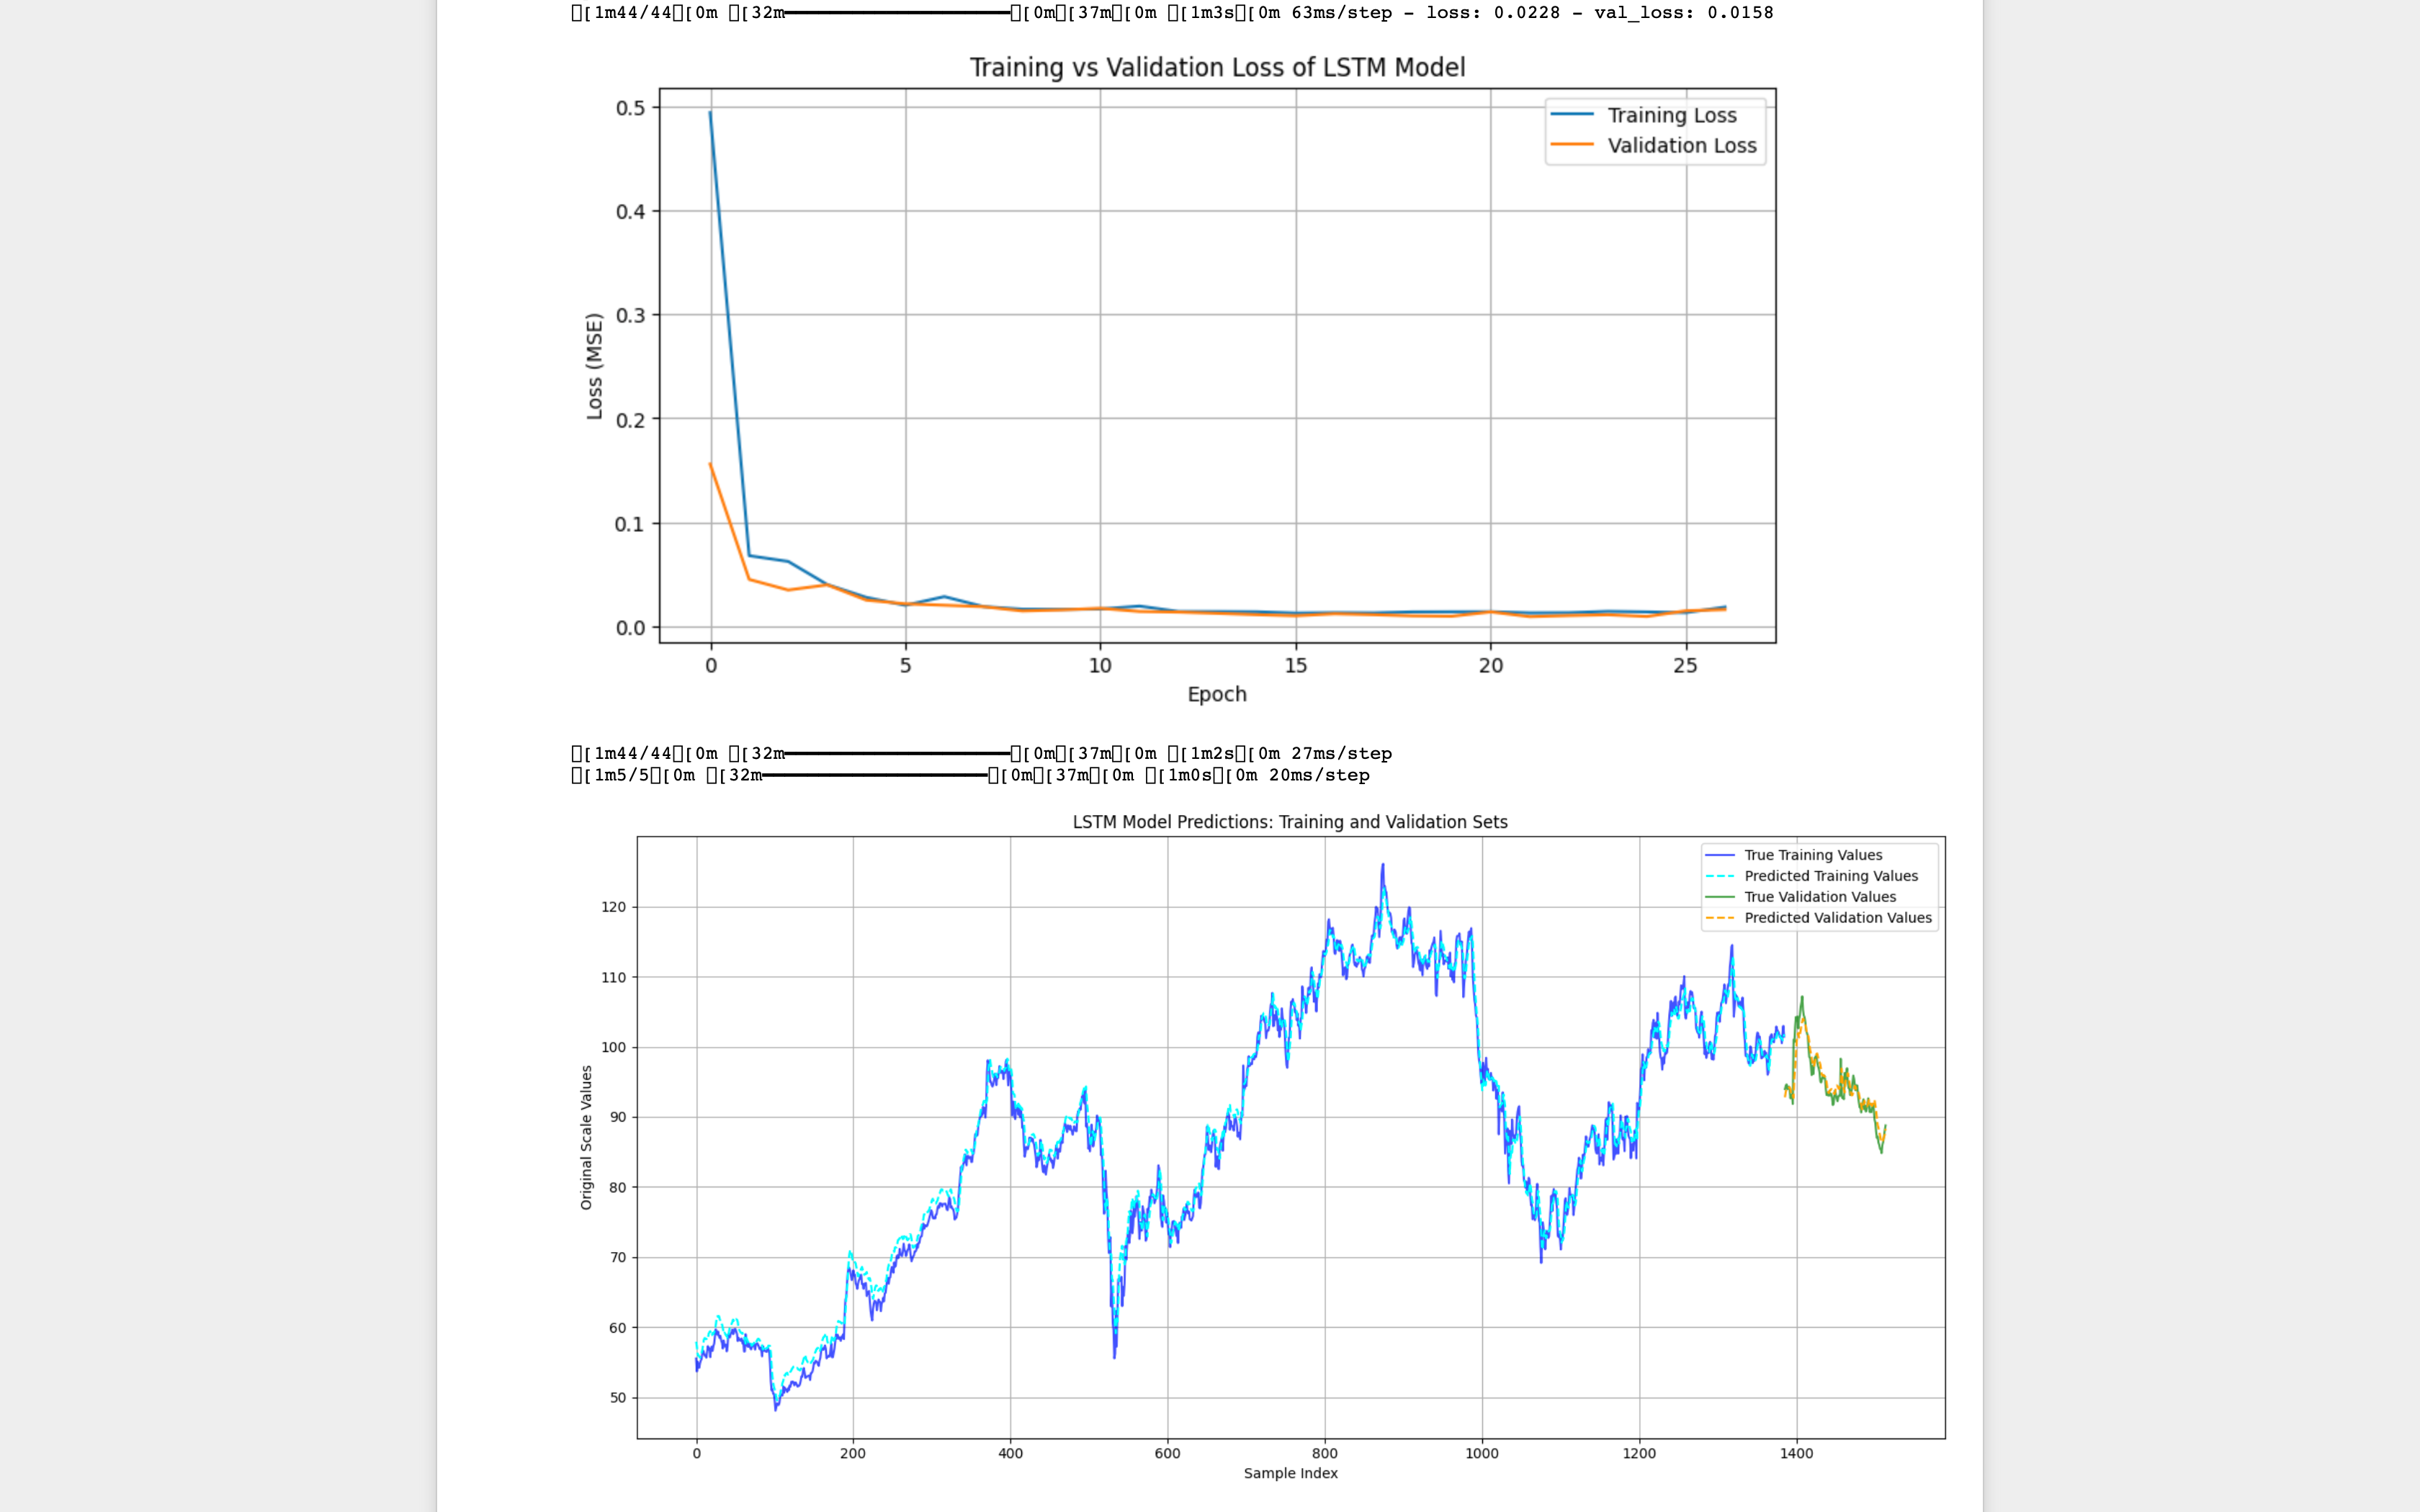 [1m44/44[0m [32m━━━━━━━━━━━━━━━━━━━━[0m[37m[0m [1m3s[0m 63ms/step - loss: 0.0228 - val_loss: 0.0158
Training vs Validation Loss of LSTM Model
Training Loss
Validation Loss
0.5
0.4
0.3
0.2
0.1
0.0
Loss (MSE)
0 5 10 15 20 25
Epoch
[1m44/44[0m [32m━━━━━━━━━━━━━━━━━━━━[0m[37m[0m [1m2s[0m 27ms/step
[1m5/5[0m [32m━━━━━━━━━━━━━━━━━━━━[0m[37m[0m [1m0s[0m 20ms/step
LSTM Model Predictions: Training and Validation Sets
True Training Values
Predicted Training Values
True Validation Values
Predicted Validation Values
120
110
100
90
80
70
60
50
Original Scale Values
0 200 400 600 800 1000 1200 1400
Sample Index